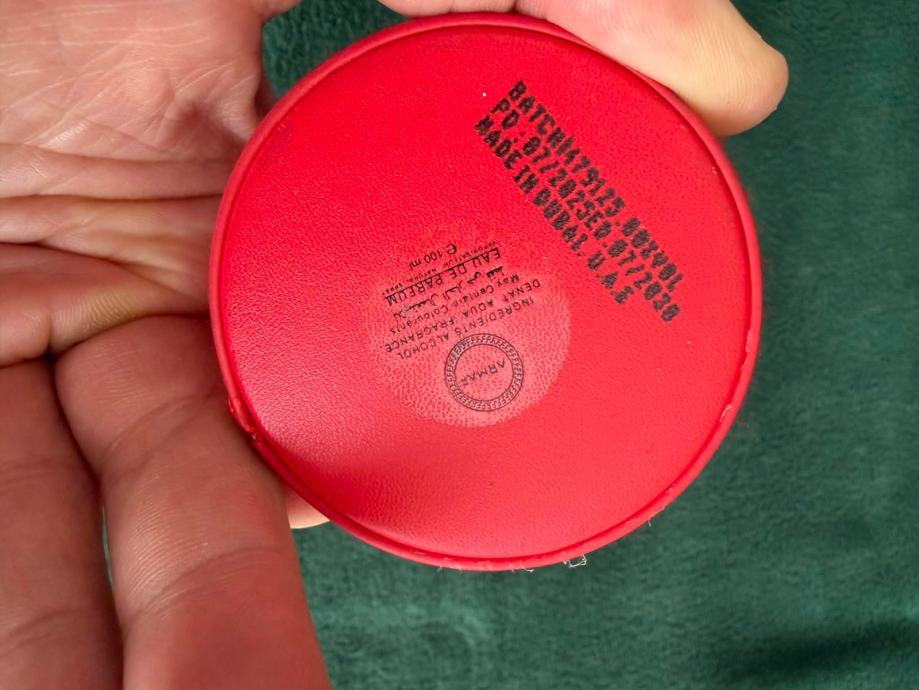 PD:07/2025ED:07/2030
MADE IN DUBAI. U.A.E
ARMAF
INGREDIENTS ALCOHOL
DENAT AQUA FRAGRANCE
May Contain Colourants
EAU DE PARFUM
℮ 100 ml